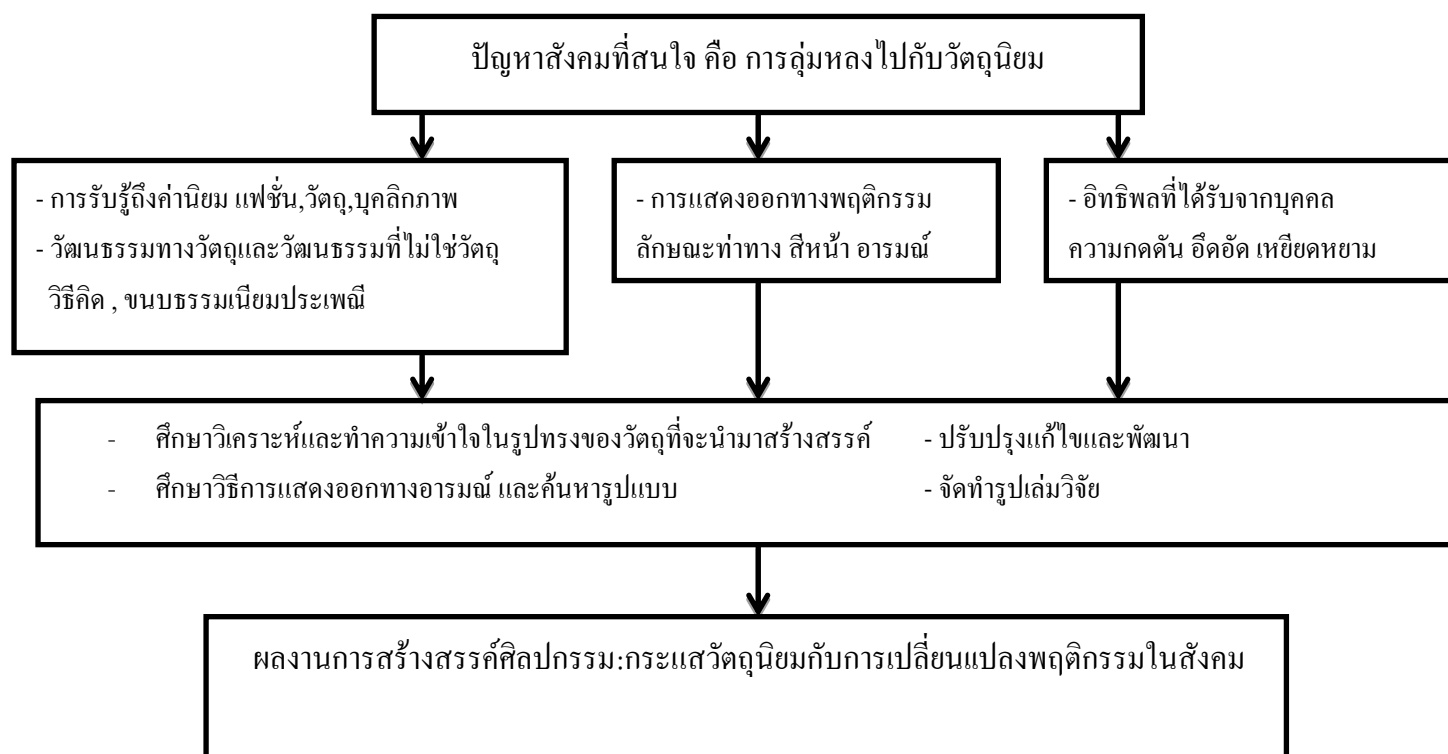 ปัญหาสังคมที่สนใจ คือ การลุ่มหลงไปกับวัตถุนิยม
- การรับรู้ถึงค่านิยม แฟชั่น,วัตถุ,บุคลิกภาพ
- วัฒนธรรมทางวัตถุและวัฒนธรรมที่ไม่ใช่วัตถุ
วิธีคิด , ขนบธรรมเนียมประเพณี
- การแสดงออกทางพฤติกรรม
ลักษณะท่าทาง สีหน้า อารมณ์
- อิทธิพลที่ได้รับจากบุคคล
ความกดดัน อึดอัด เหยียดหยาม
- ศึกษาวิเคราะห์และทำความเข้าใจในรูปทรงของวัตถุที่จะนำมาสร้างสรรค์
- ศึกษาวิธีการแสดงออกทางอารมณ์ และค้นหารูปแบบ
- ปรับปรุงแก้ไขและพัฒนา
- จัดทำรูปเล่มวิจัย
ผลงานการสร้างสรรค์ศิลปกรรม:กระแสวัตถุนิยมกับการเปลี่ยนแปลงพฤติกรรมในสังคม